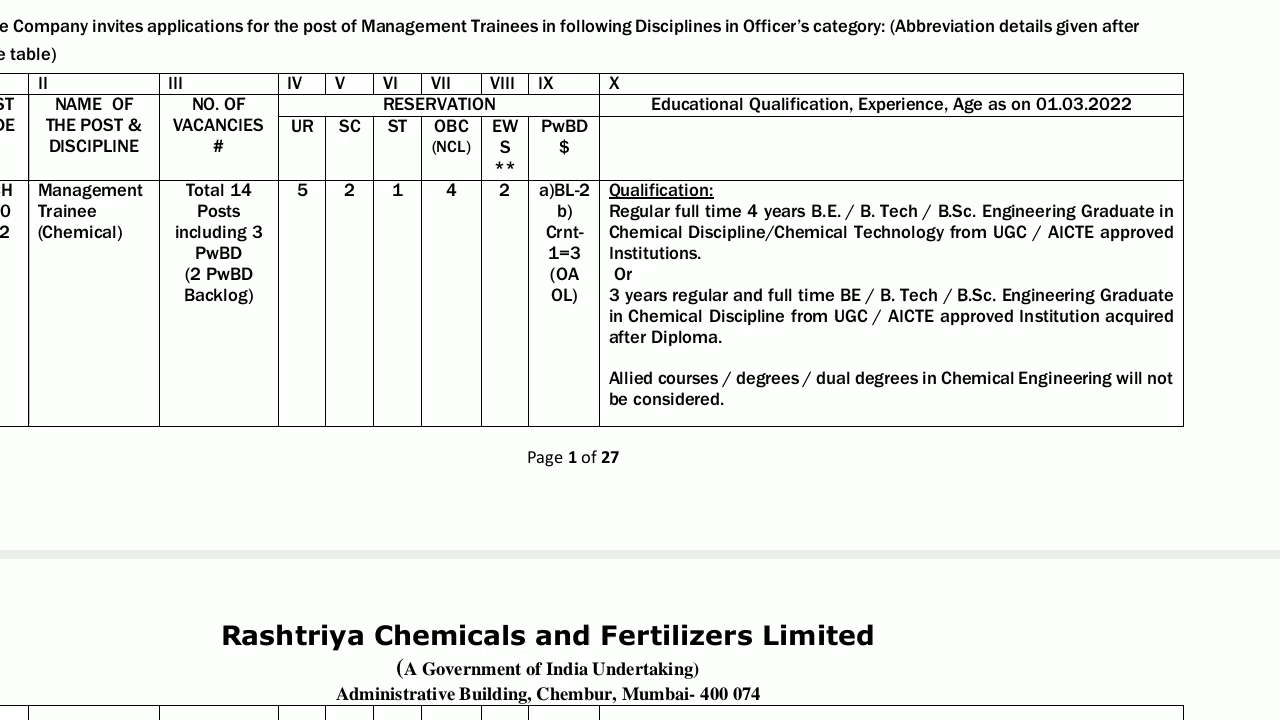 e Company invites applications for the post of Management Trainees in following Disciplines in Officer's category: (Abbreviation details given after
e table)
II III IV V VI VII VIII IX X
ST
DE
NAME OF
THE POST &
DISCIPLINE
NO. OF
VACANCIES
#
RESERVATION
UR SC ST OBC
(NCL)
EW
S
**
PwBD
$
Educational Qualification, Experience, Age as on 01.03.2022
H
0
2
Management
Trainee
(Chemical)
Total 14
Posts
including 3
PwBD
(2 PwBD
Backlog)
5 2 1 4 2
a)BL-2
b)
Crnt-
1=3
(OA
OL)
Qualification:
Regular full time 4 years B.E. / B. Tech / B.Sc. Engineering Graduate in
Chemical Discipline/Chemical Technology from UGC / AICTE approved
Institutions.
Or
3 years regular and full time BE / B. Tech / B.Sc. Engineering Graduate
in Chemical Discipline from UGC / AICTE approved Institution acquired
after Diploma.
Allied courses / degrees / dual degrees in Chemical Engineering will not
be considered.
Page 1 of 27
Rashtriya Chemicals and Fertilizers Limited
(A Government of India Undertaking)
Administrative Building, Chembur, Mumbai- 400 074